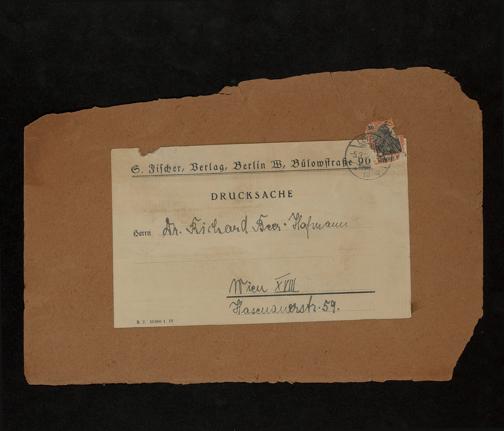 S. Fischer, Verlag, Berlin W, Bülowstraße 90
DRUCKSACHE
Herrn Dr. Richard Beer-Hofmann
Wien XVIII
Hasenauerstr. 59.